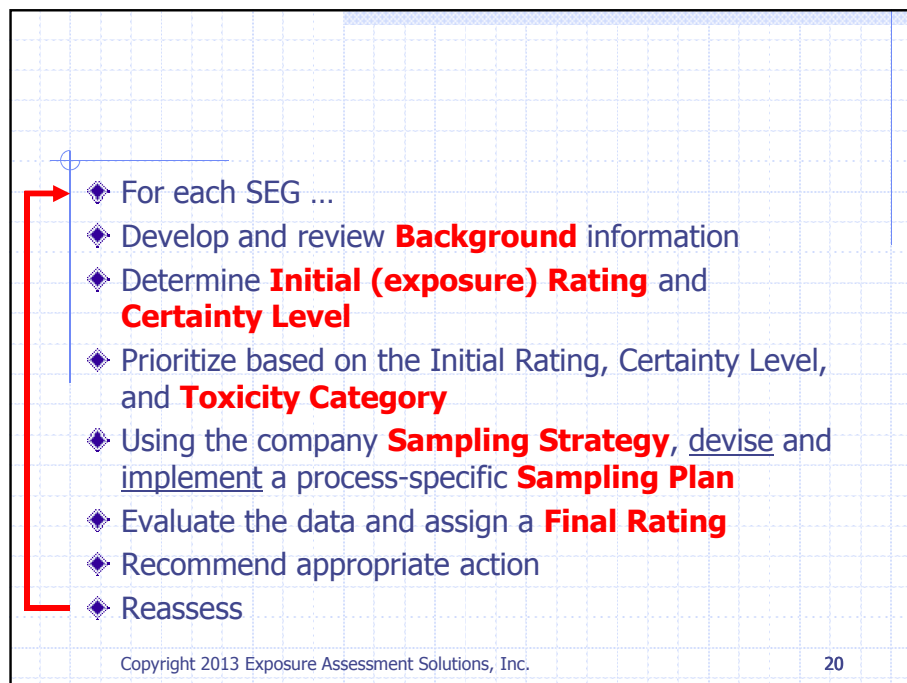 For each SEG …
Develop and review Background information
Determine Initial (exposure) Rating and
Certainty Level
Prioritize based on the Initial Rating, Certainty Level,
and Toxicity Category
Using the company Sampling Strategy, devise and
implement a process-specific Sampling Plan
Evaluate the data and assign a Final Rating
Recommend appropriate action
Reassess
Copyright 2013 Exposure Assessment Solutions, Inc. 20